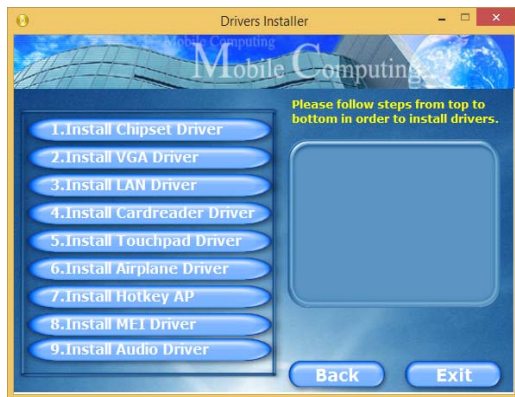 Drivers Installer
Mobile Computing
Mobile Computing
Please follow steps from top to
bottom in order to install drivers.
1.Install Chipset Driver
2.Install VGA Driver
3.Install LAN Driver
4.Install Cardreader Driver
5.Install Touchpad Driver
6.Install Airplane Driver
7.Install Hotkey AP
8.Install MEI Driver
9.Install Audio Driver
Back
Exit